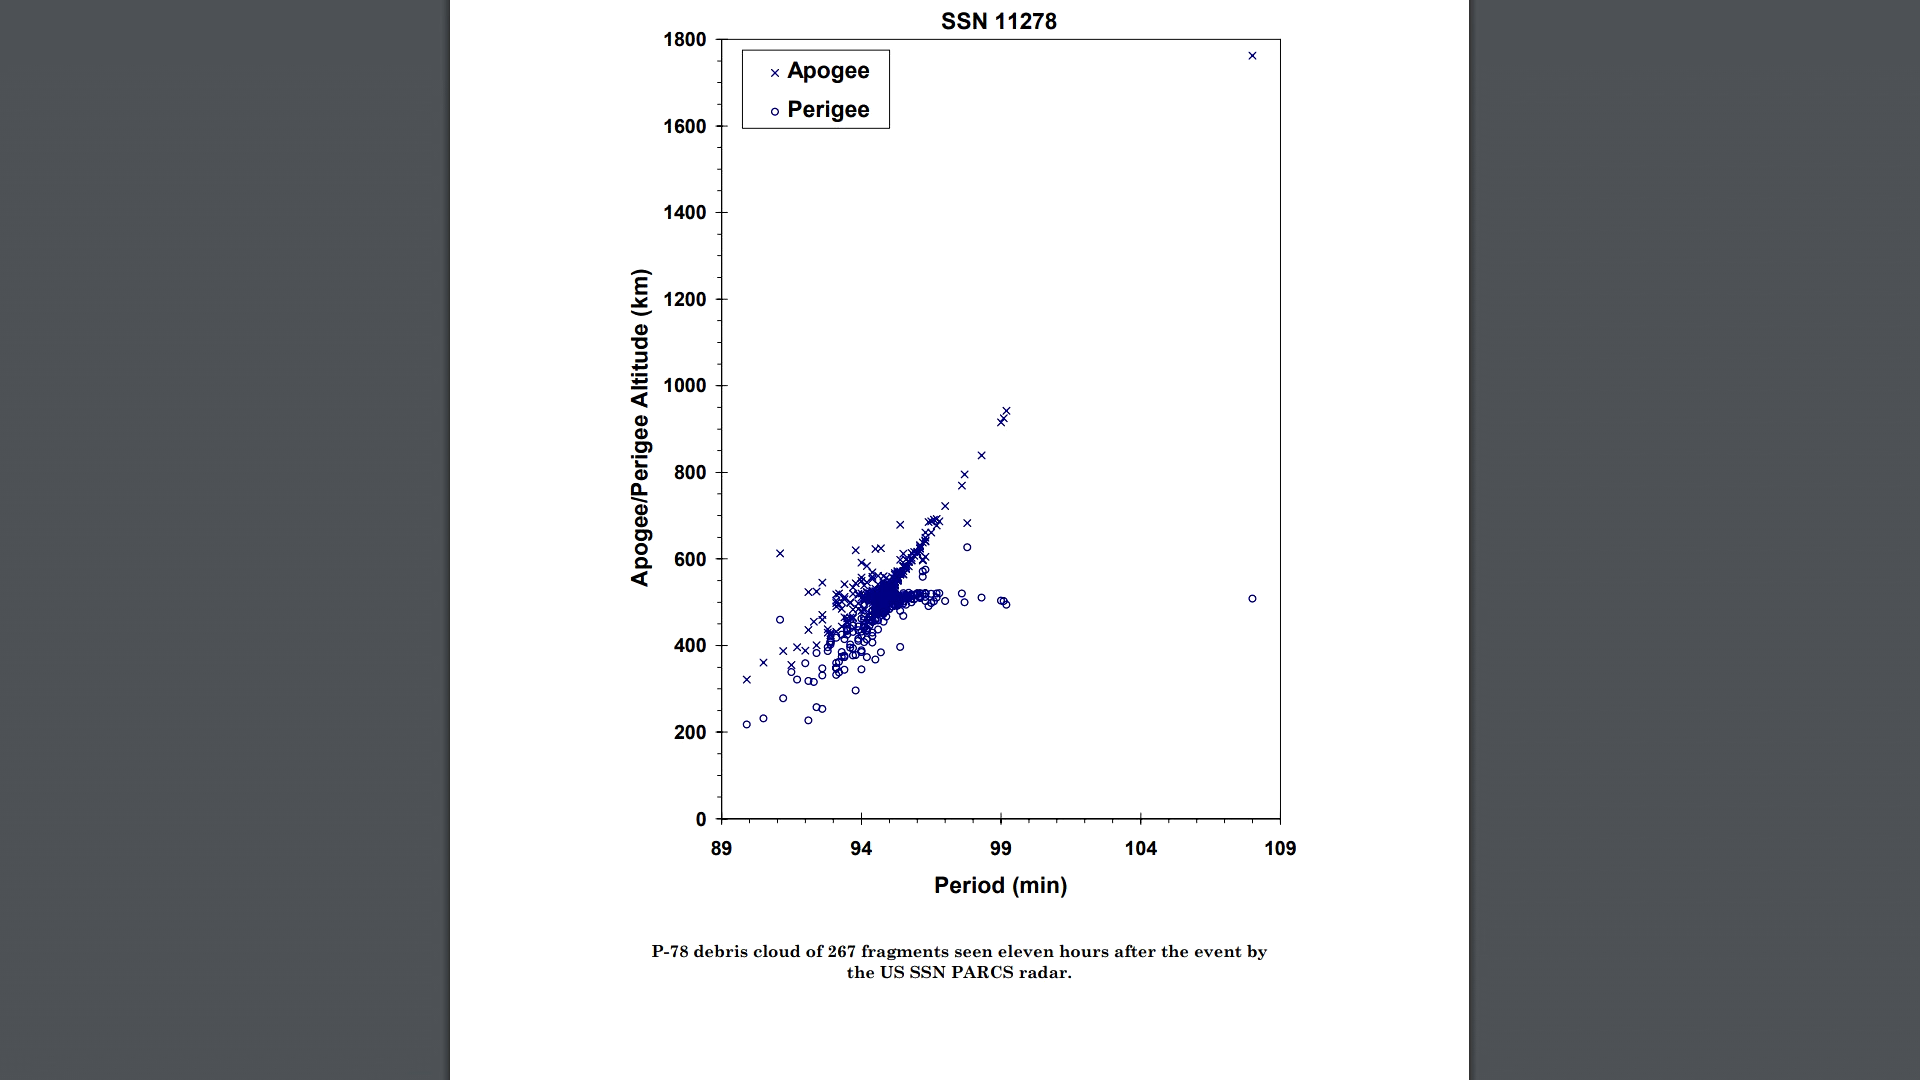 SSN 11278
1800
Apogee
Perigee
1600
1400
1200
1000
800
600
400
200
0
Apogee/Perigee Altitude (km)
89 94 99 104 109
Period (min)
P-78 debris cloud of 267 fragments seen eleven hours after the event by
the US SSN PARCS radar.